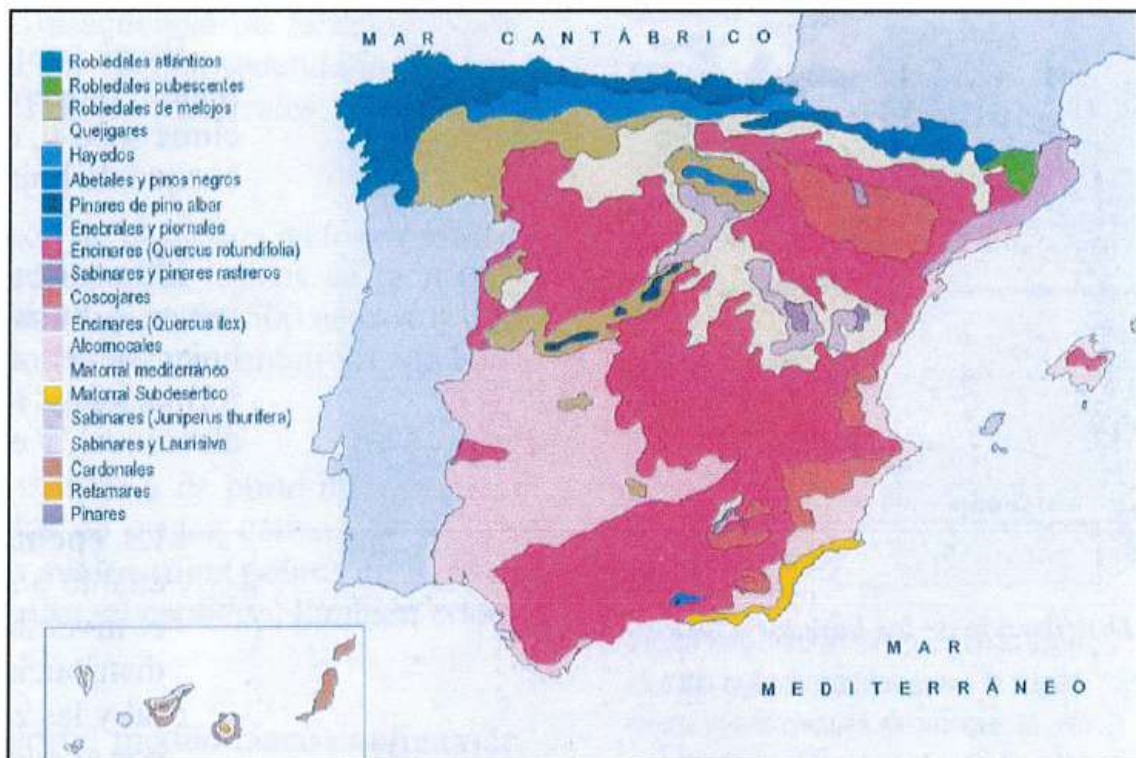 MAR CANTÁBRICO
Robledales atlánticos
Robledales pubescentes
Robledales de melojos
Quejigares
Hayedos
Abetales y pinos negros
Pinares de pino albar
Enebrales y piornales
Encinares (Quercus rotundifolia)
Sabinares y pinares rastreros
Coscojares
Encinares (Quercus ilex)
Alcornocales
Matorral mediterráneo
Matorral Subdesértico
Sabinares (Juniperus thurifera)
Sabinares y Laurisilva
Cardonales
Retamares
Pinares
MAR
MEDITERRÁNEO